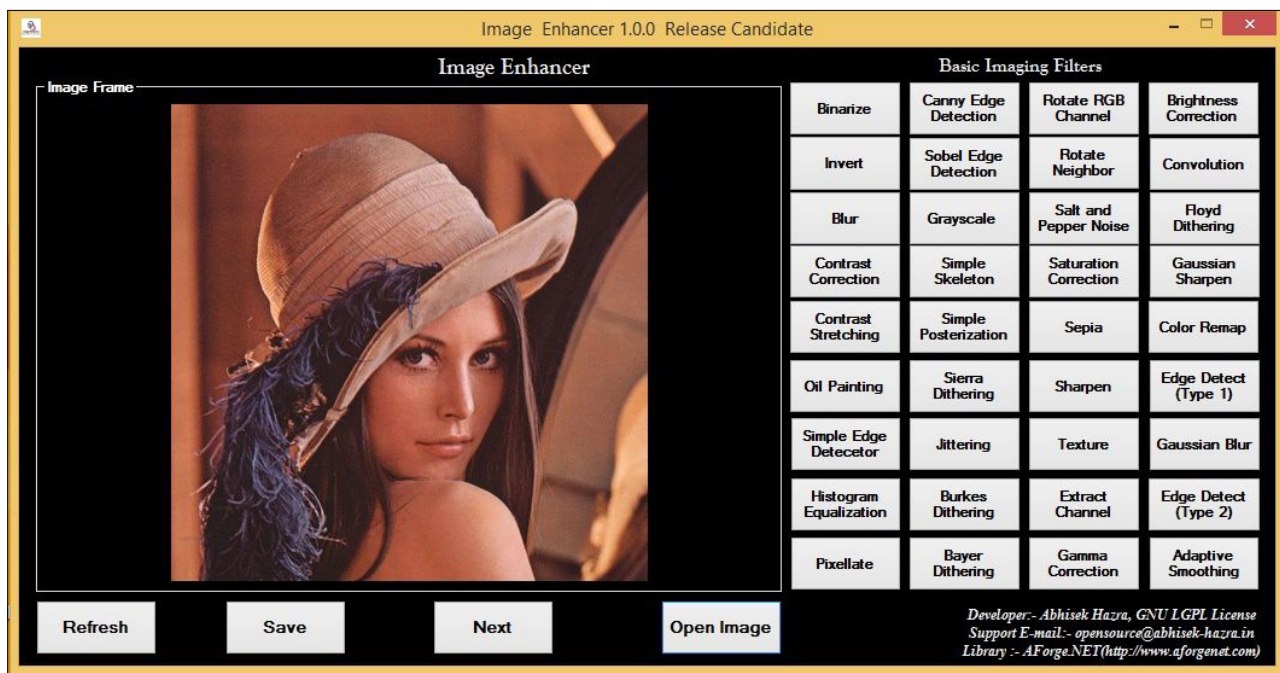 Image Enhancer 1.0.0 Release Candidate
Image Enhancer
Basic Imaging Filters
Image Frame
Binarize
Canny Edge
Detection
Rotate RGB
Channel
Brightness
Correction
Invert
Sobel Edge
Detection
Rotate
Neighbor
Convolution
Blur
Grayscale
Salt and
Pepper Noise
Floyd
Dithering
Contrast
Correction
Simple
Skeleton
Saturation
Correction
Gaussian
Sharpen
Contrast
Stretching
Simple
Posterization
Sepia
Color Remap
Oil Painting
Sierra
Dithering
Sharpen
Edge Detect
(Type 1)
Simple Edge
Detecetor
Jittering
Texture
Gaussian Blur
Histogram
Equalization
Burkes
Dithering
Extract
Channel
Edge Detect
(Type 2)
Pixellate
Bayer
Dithering
Gamma
Correction
Adaptive
Smoothing
Refresh
Save
Next
Open Image
Developer:- Abhisek Hazra, GNU LGPL License
Support E-mail:- opensource@abhisek-hazra.in
Library :- AForge.NET(http://www.aforgenet.com)